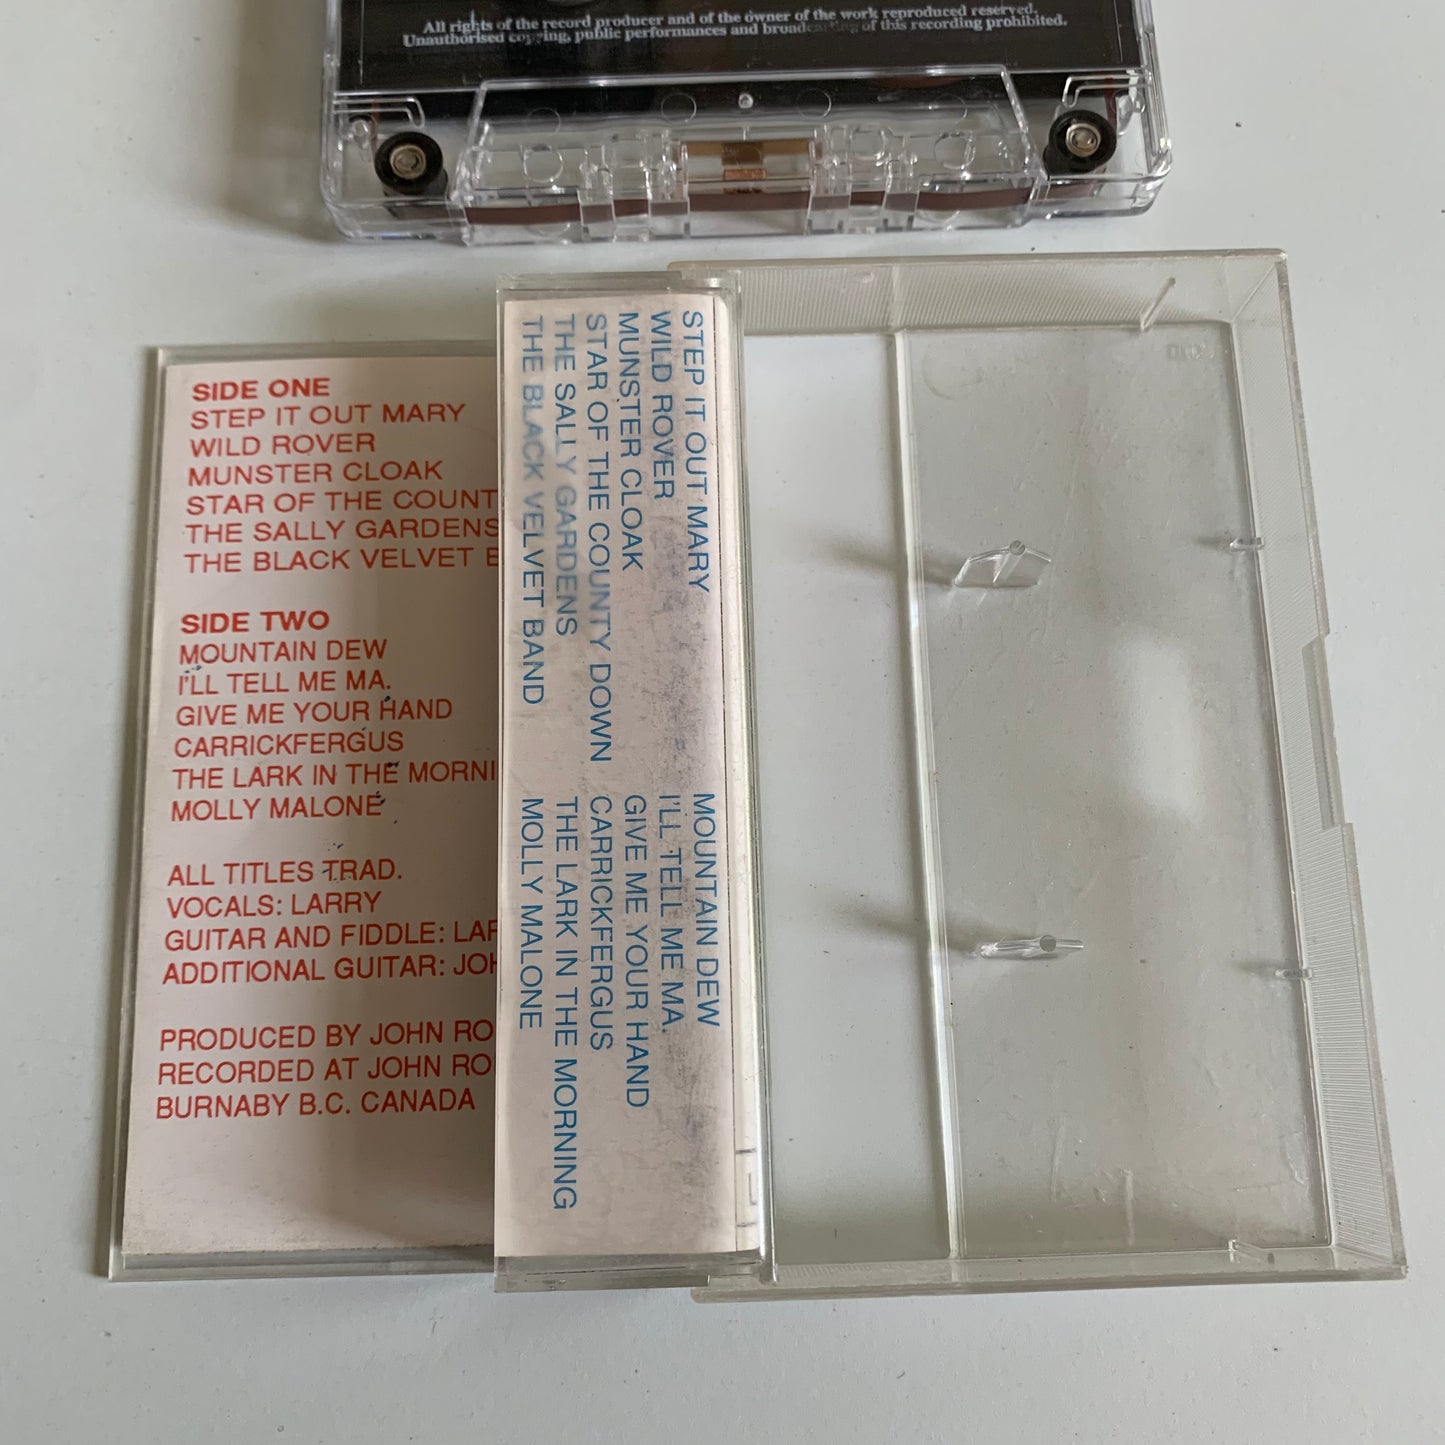 All rights of the record producer and of the owner of the work reproduced reserved.
Unauthorised copying, public performances and broadcasting of this recording prohibited.
SIDE ONE
STEP IT OUT MARY
WILD ROVER
MUNSTER CLOAK
STAR OF THE COUNT
THE SALLY GARDENS
THE BLACK VELVET B
SIDE TWO
MOUNTAIN DEW
I'LL TELL ME MA.
GIVE ME YOUR HAND
CARRICKFERGUS
THE LARK IN THE MORNI
MOLLY MALONE
ALL TITLES TRAD.
VOCALS: LARRY
GUITAR AND FIDDLE: LAR
ADDITIONAL GUITAR: JOH
PRODUCED BY JOHN RO
RECORDED AT JOHN RO
BURNABY B.C. CANADA
STEP IT OUT MARY
WILD ROVER
MUNSTER CLOAK
STAR OF THE COUNTY DOWN
THE SALLY GARDENS
THE BLACK VELVET BAND
MOUNTAIN DEW
I'LL TELL ME MA.
GIVE ME YOUR HAND
CARRICKFERGUS
THE LARK IN THE MORNING
MOLLY MALONE